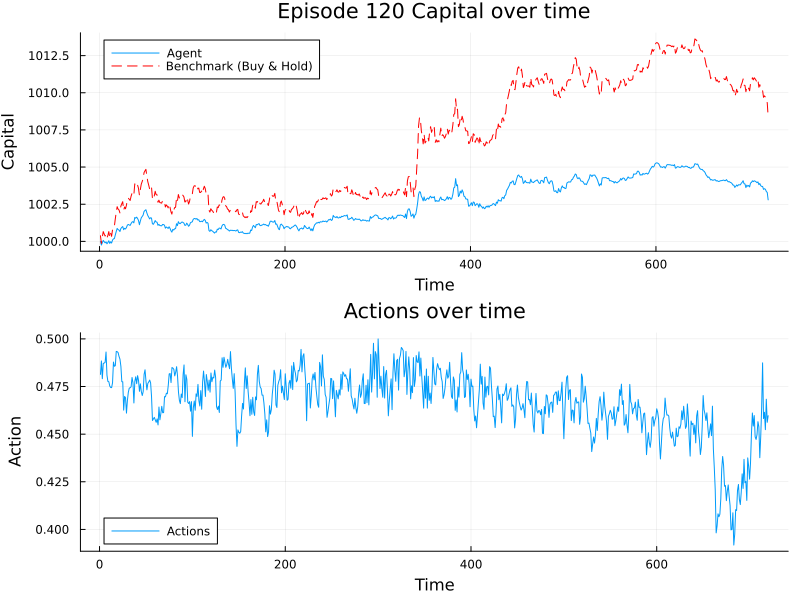 Episode 120 Capital over time
Capital
1012.5
1010.0
1007.5
1005.0
1002.5
1000.0
Agent
Benchmark (Buy & Hold)
0
200
400
600
Time
Actions over time
Action
0.500
0.475
0.450
0.425
0.400
Actions
0
200
400
600
Time